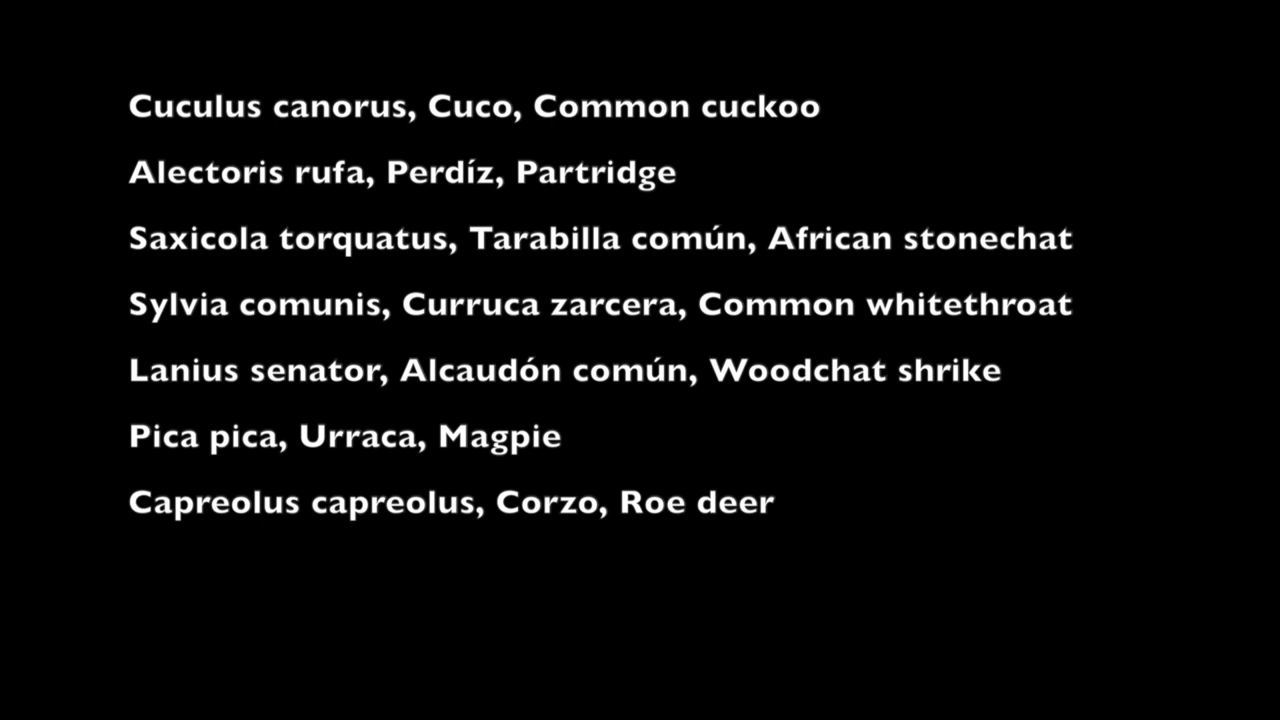 Cuculus canorus, Cuco, Common cuckoo
Alectoris rufa, Perdíz, Partridge
Saxicola torquatus, Tarabilla común, African stonechat
Sylvia comunis, Curruca zarcera, Common whitethroat
Lanius senator, Alcaudón común, Woodchat shrike
Pica pica, Urraca, Magpie
Capreolus capreolus, Corzo, Roe deer